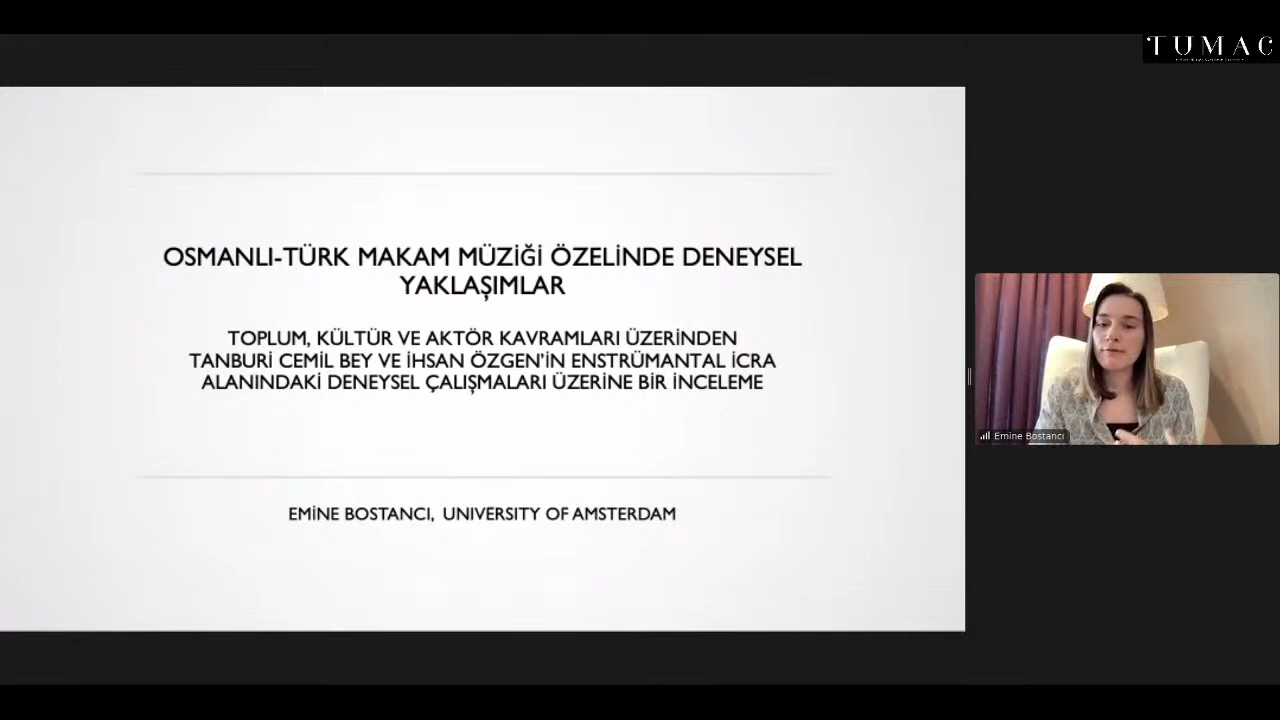 TUMAC
OSMANLI-TÜRK MAKAM MÜZİĞİ ÖZELİNDE DENEYSEL
YAKLAŞIMLAR
TOPLUM, KÜLTÜR VE AKTÖR KAVRAMLARI ÜZERİNDEN
TANBURİ CEMİL BEY VE İHSAN ÖZGEN'İN ENSTRÜMANTAL İCRA
ALANINDAKİ DENEYSEL ÇALIŞMALARI ÜZERİNE BİR İNCELEME
EMİNE BOSTANCI, UNIVERSITY OF AMSTERDAM
Emine Bostancı